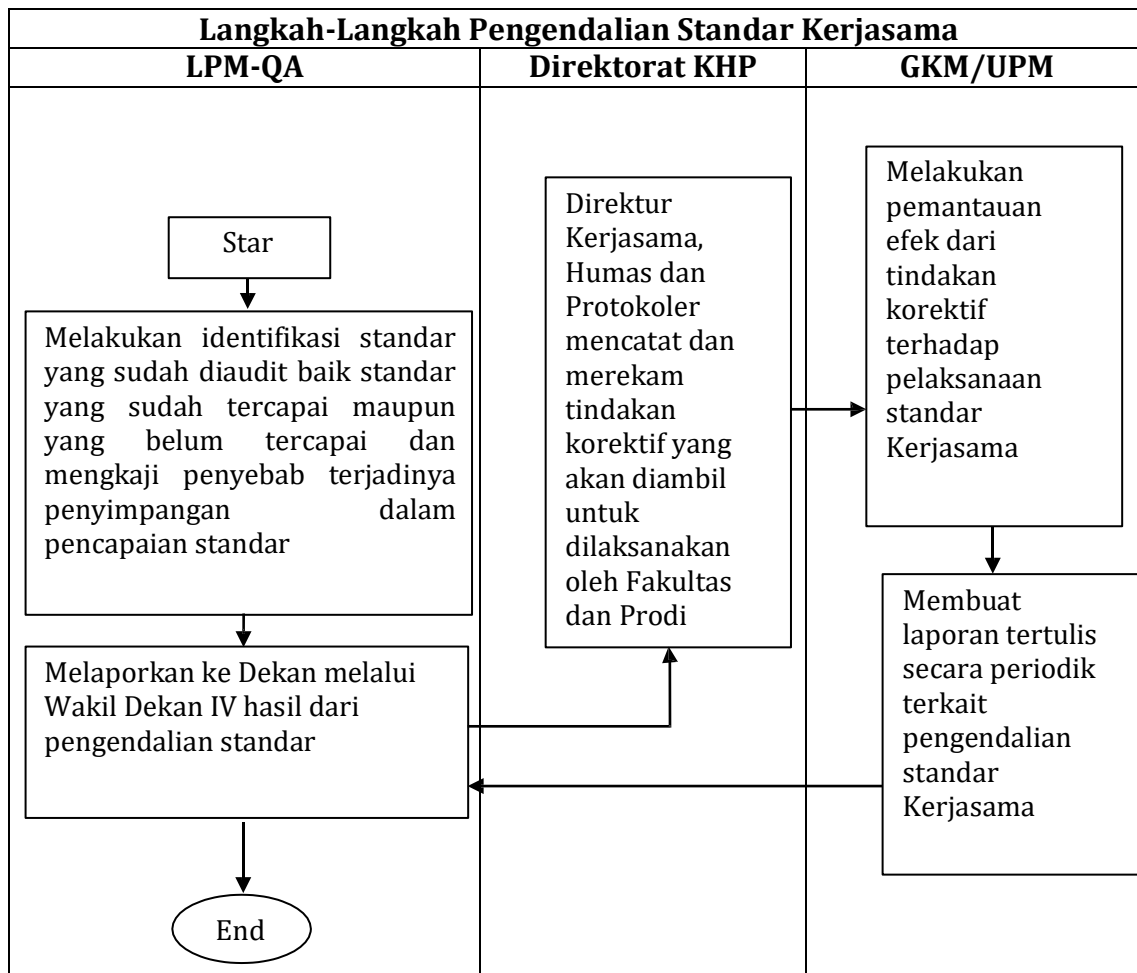 Langkah-Langkah Pengendalian Standar Kerjasama
LPM-QA
Direktorat KHP
GKM/UPM
Star
Melakukan identifikasi standar
yang sudah diaudit baik standar
yang sudah tercapai maupun
yang belum tercapai dan
mengkaji penyebab terjadinya
penyimpangan dalam
pencapaian standar
Melaporkan ke Dekan melalui
Wakil Dekan IV hasil dari
pengendalian standar
End
Direktur
Kerjasama,
Humas dan
Protokoler
mencatat dan
merekam
tindakan
korektif yang
akan diambil
untuk
dilaksanakan
oleh Fakultas
dan Prodi
Melakukan
pemantauan
efek dari
tindakan
korektif
terhadap
pelaksanaan
standar
Kerjasama
Membuat
laporan tertulis
secara periodik
terkait
pengendalian
standar
Kerjasama